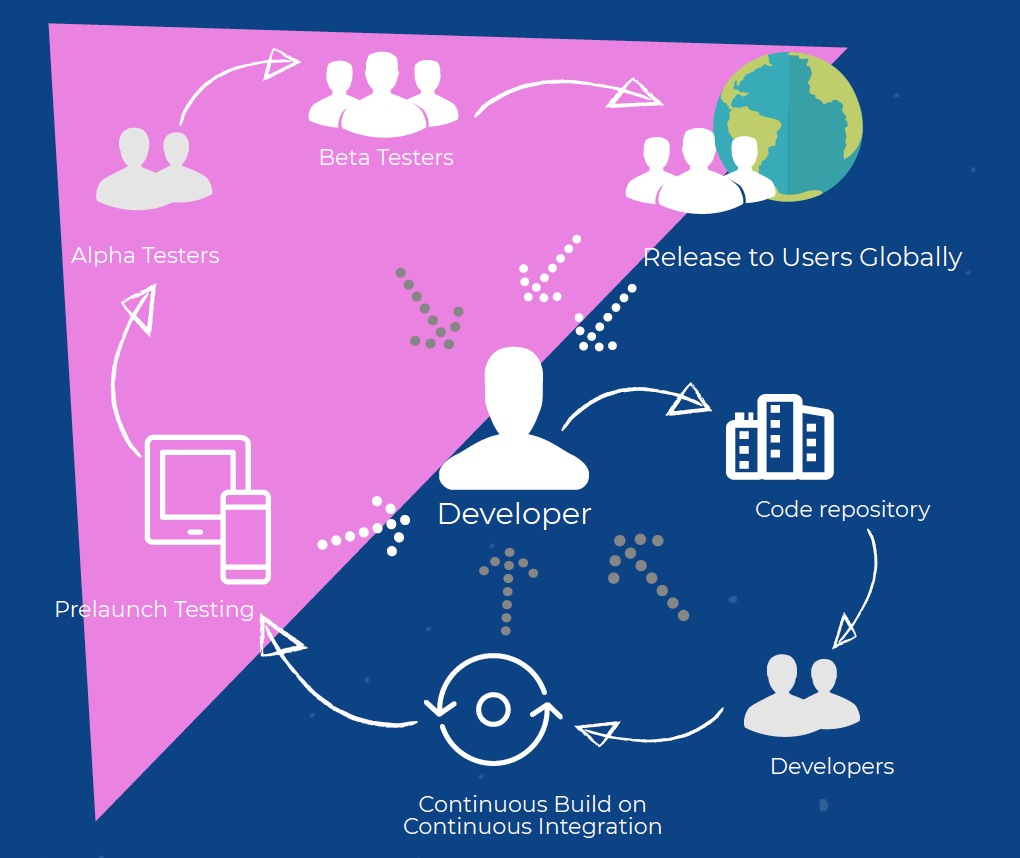 Beta Testers
Alpha Testers
Release to Users Globally
Developer
Code repository
Prelaunch Testing
Developers
Continuous Build on
Continuous Integration